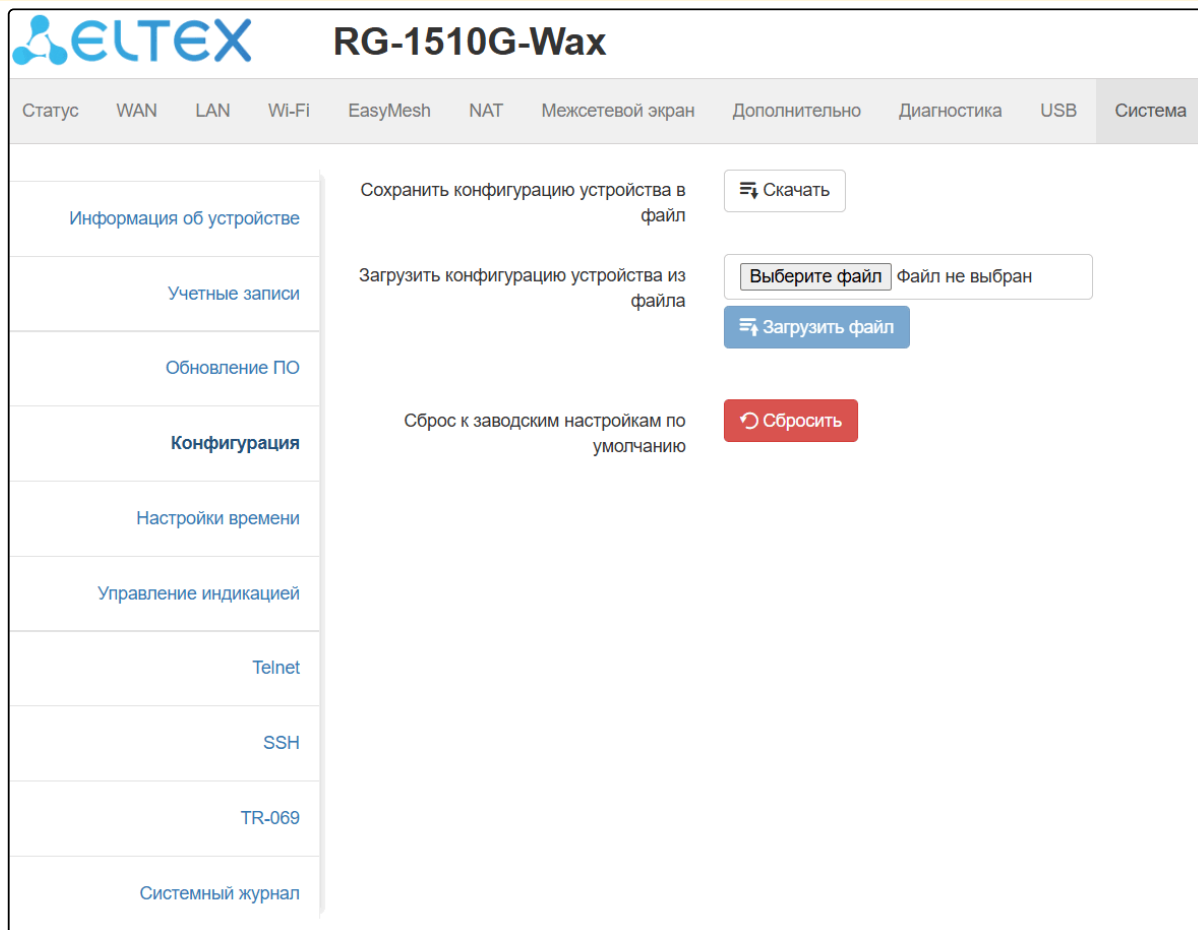 ELTEX RG-1510G-Wax
Статус WAN LAN Wi-Fi EasyMesh NAT Межсетевой экран Дополнительно Диагностика USB Система
Информация об устройстве
Учетные записи
Обновление ПО
Конфигурация
Настройки времени
Управление индикацией
Telnet
SSH
TR-069
Системный журнал
Сохранить конфигурацию устройства в
файл
Скачать
Загрузить конфигурацию устройства из
файла
Выберите файл Файл не выбран
Загрузить файл
Сброс к заводским настройкам по
умолчанию
Сбросить